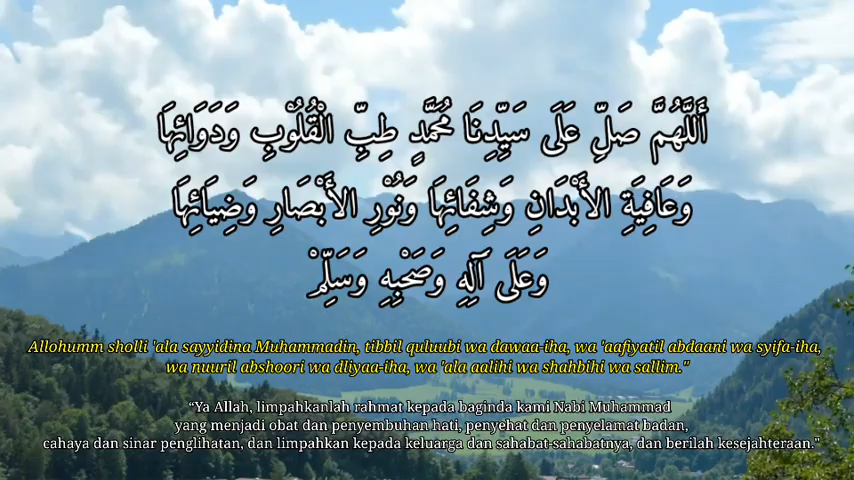 أَللَّهُمَّ صَلِّ عَلَى سَيِّدِنَا مُحَمَّدٍ طِبِّ الْقُلُوْبِ وَدَوَائِهَا
وَعَافِيَةِ الأَبْدَانِ وَشِفَائِهَا وَنُوْرِ الأَبْصَارِ وَضِيَائِهَا
وَعَلَى آلِهِ وَصَحْبِهِ وَسَلِّمْ
Allohumm sholli 'ala sayyidina Muhammadin, tibbil quluubi wa dawaa-iha, wa 'aafiyatil abdaani wa syifa-iha,
wa nuuril abshoori wa dliyaa-iha, wa 'ala aalihi wa shahbihi wa sallim."
“Ya Allah, limpahkanlah rahmat kepada baginda kami Nabi Muhammad
yang menjadi obat dan penyembuhan hati, penyehat dan penyelamat badan,
cahaya dan sinar penglihatan, dan limpahkan kepada keluarga dan sahabat-sahabatnya, dan berilah kesejahteraan."